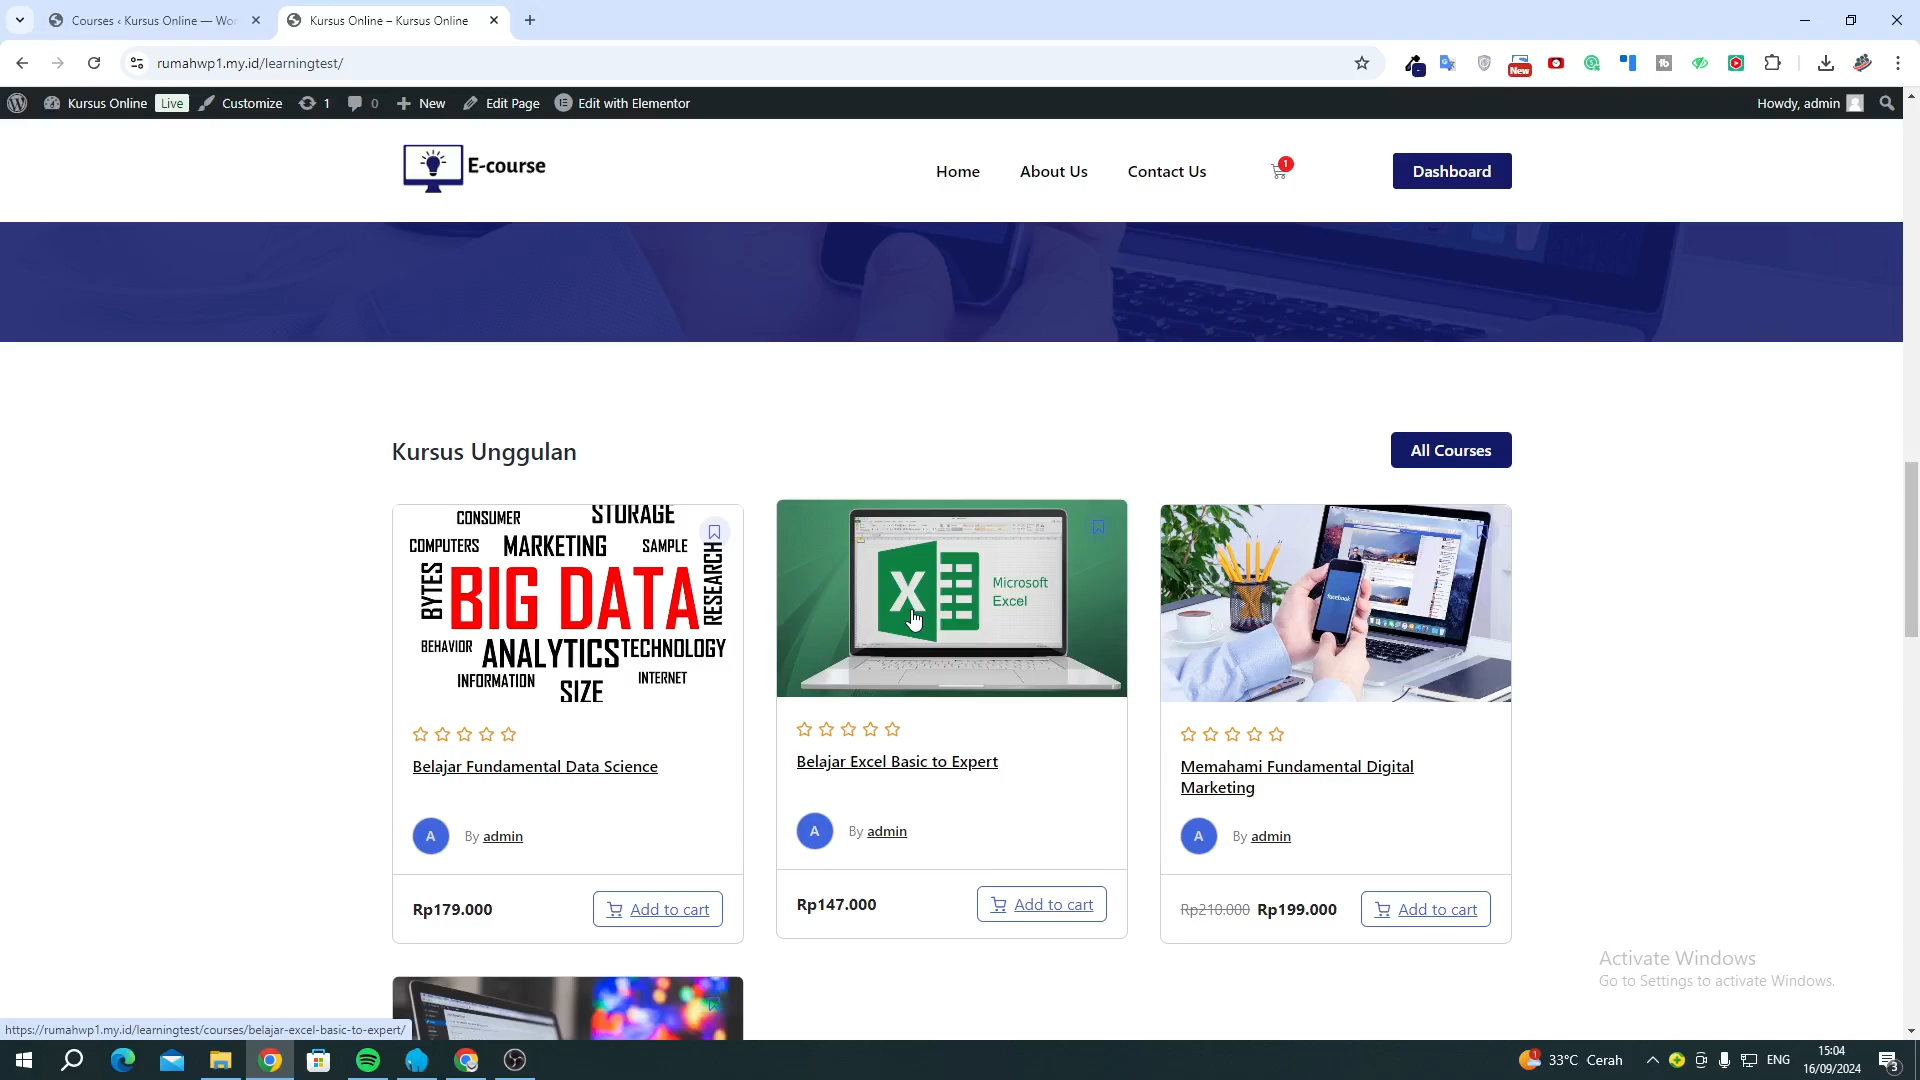 Courses ‹ Kursus Online — Wor
Kursus Online – Kursus Online
rumahwp1.my.id/learningtest/
New
Kursus Online
Live
Customize
1
0
New
Edit Page
Edit with Elementor
Howdy, admin
E-course
Home
About Us
Contact Us
1
Dashboard
Kursus Unggulan
All Courses
CONSUMER
STORAGE
COMPUTERS
MARKETING
SAMPLE
BYTES
BIG DATA
RESEARCH
BEHAVIOR
ANALYTICS
TECHNOLOGY
INFORMATION
SIZE
INTERNET
X
Microsoft
Excel
facebook
Belajar Fundamental Data Science
Belajar Excel Basic to Expert
Memahami Fundamental Digital
Marketing
A
By admin
A
By admin
A
By admin
Rp179.000
Add to cart
Rp147.000
Add to cart
Rp210.000 Rp199.000
Add to cart
Activate Windows
Go to Settings to activate Windows.
https://rumahwp1.my.id/learningtest/courses/belajar-excel-basic-to-expert/
1
33°C Cerah
ENG
15:04
16/09/2024
3